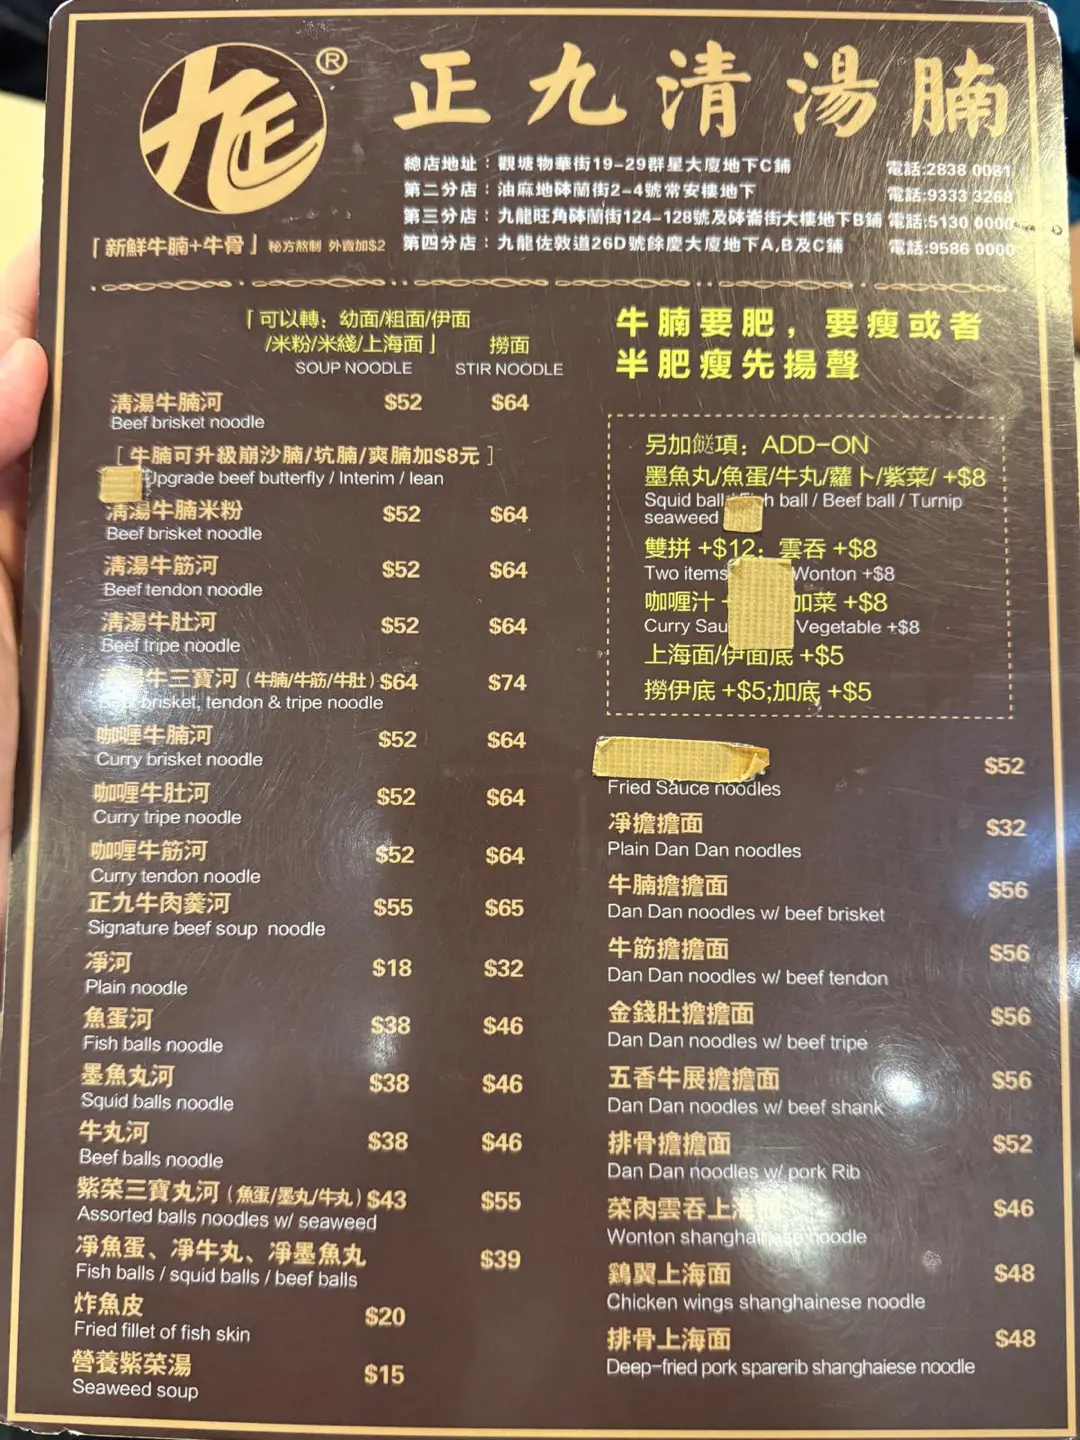 九正®
正九清湯腩
總店地址：觀塘物華街19-29群星大廈地下C鋪 電話:2838 0081
第二分店：油麻地砵蘭街2-4號常安樓地下 電話:9333 3268
第三分店：九龍旺角砵蘭街124-128號及砵崙街大樓地下B鋪 電話:5130 0000
第四分店：九龍佐敦道26D號餘慶大廈地下A,B及C鋪 電話:9586 0000
「新鮮牛腩+牛骨」秘方熬制 外賣加$2
「可以轉：幼面/粗面/伊面
/米粉/米綫/上海面」 撈面
SOUP NOODLE STIR NOODLE
清湯牛腩河 $52 $64
Beef brisket noodle
[ 牛腩可升級崩沙腩/坑腩/爽腩加$8元 ]
Upgrade beef butterfly / Interim / lean
清湯牛腩米粉 $52 $64
Beef brisket noodle
清湯牛筋河 $52 $64
Beef tendon noodle
清湯牛肚河 $52 $64
Beef tripe noodle
牛三寶河 ( 牛腩/牛筋/牛肚 ) $64 $74
brisket, tendon & tripe noodle
咖喱牛腩河 $52 $64
Curry brisket noodle
咖喱牛肚河 $52 $64
Curry tripe noodle
咖喱牛筋河 $52 $64
Curry tendon noodle
正九牛肉羹河 $55 $65
Signature beef soup noodle
凈河 $18 $32
Plain noodle
魚蛋河 $38 $46
Fish balls noodle
墨魚丸河 $38 $46
Squid balls noodle
牛丸河 $38 $46
Beef balls noodle
紫菜三寶丸河 ( 魚蛋/墨丸/牛丸 ) $43 $55
Assorted balls noodles w/ seaweed
凈魚蛋、凈牛丸、凈墨魚丸 $39
Fish balls / squid balls / beef balls
炸魚皮 $20
Fried fillet of fish skin
營養紫菜湯 $15
Seaweed soup
牛腩要肥，要瘦或者
半肥瘦先揚聲
另加餸項：ADD-ON
墨魚丸/魚蛋/牛丸/蘿卜/紫菜/ +$8
Squid ball / Fish ball / Beef ball / Turnip
seaweed
雙拼 +$12；雲吞 +$8
Two items Wonton +$8
咖喱汁 加菜 +$8
Curry Vegetable +$8
上海面/伊面底 +$5
撈伊底 +$5;加底 +$5
$52
Fried Sauce noodles
凈擔擔面 $32
Plain Dan Dan noodles
牛腩擔擔面 $56
Dan Dan noodles w/ beef brisket
牛筋擔擔面 $56
Dan Dan noodles w/ beef tendon
金錢肚擔擔面 $56
Dan Dan noodles w/ beef tripe
五香牛展擔擔面 $56
Dan Dan noodles w/ beef shank
排骨擔擔面 $52
Dan Dan noodles w/ pork Rib
菜肉雲吞上海 $46
Wonton noodle
鷄翼上海面 $48
Chicken wings shanghainese noodle
排骨上海面 $48
Deep-fried pork sparerib shanghaiese noodle